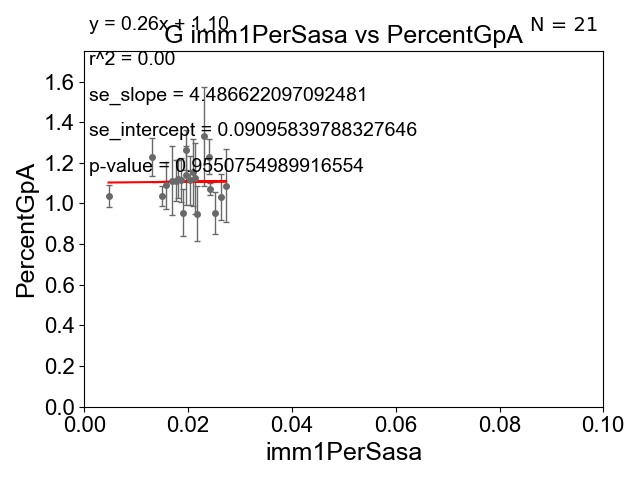 y = 0.26x + 1.10
G imm1PerSasa vs PercentGpA
N = 21
r^2 = 0.00
se_slope = 4.486622097092481
se_intercept = 0.09095839788327646
p-value = 0.9550754989916554
1.6
1.4
1.2
1.0
0.8
0.6
0.4
0.2
0.0
PercentGpA
0.00 0.02 0.04 0.06 0.08 0.10
imm1PerSasa